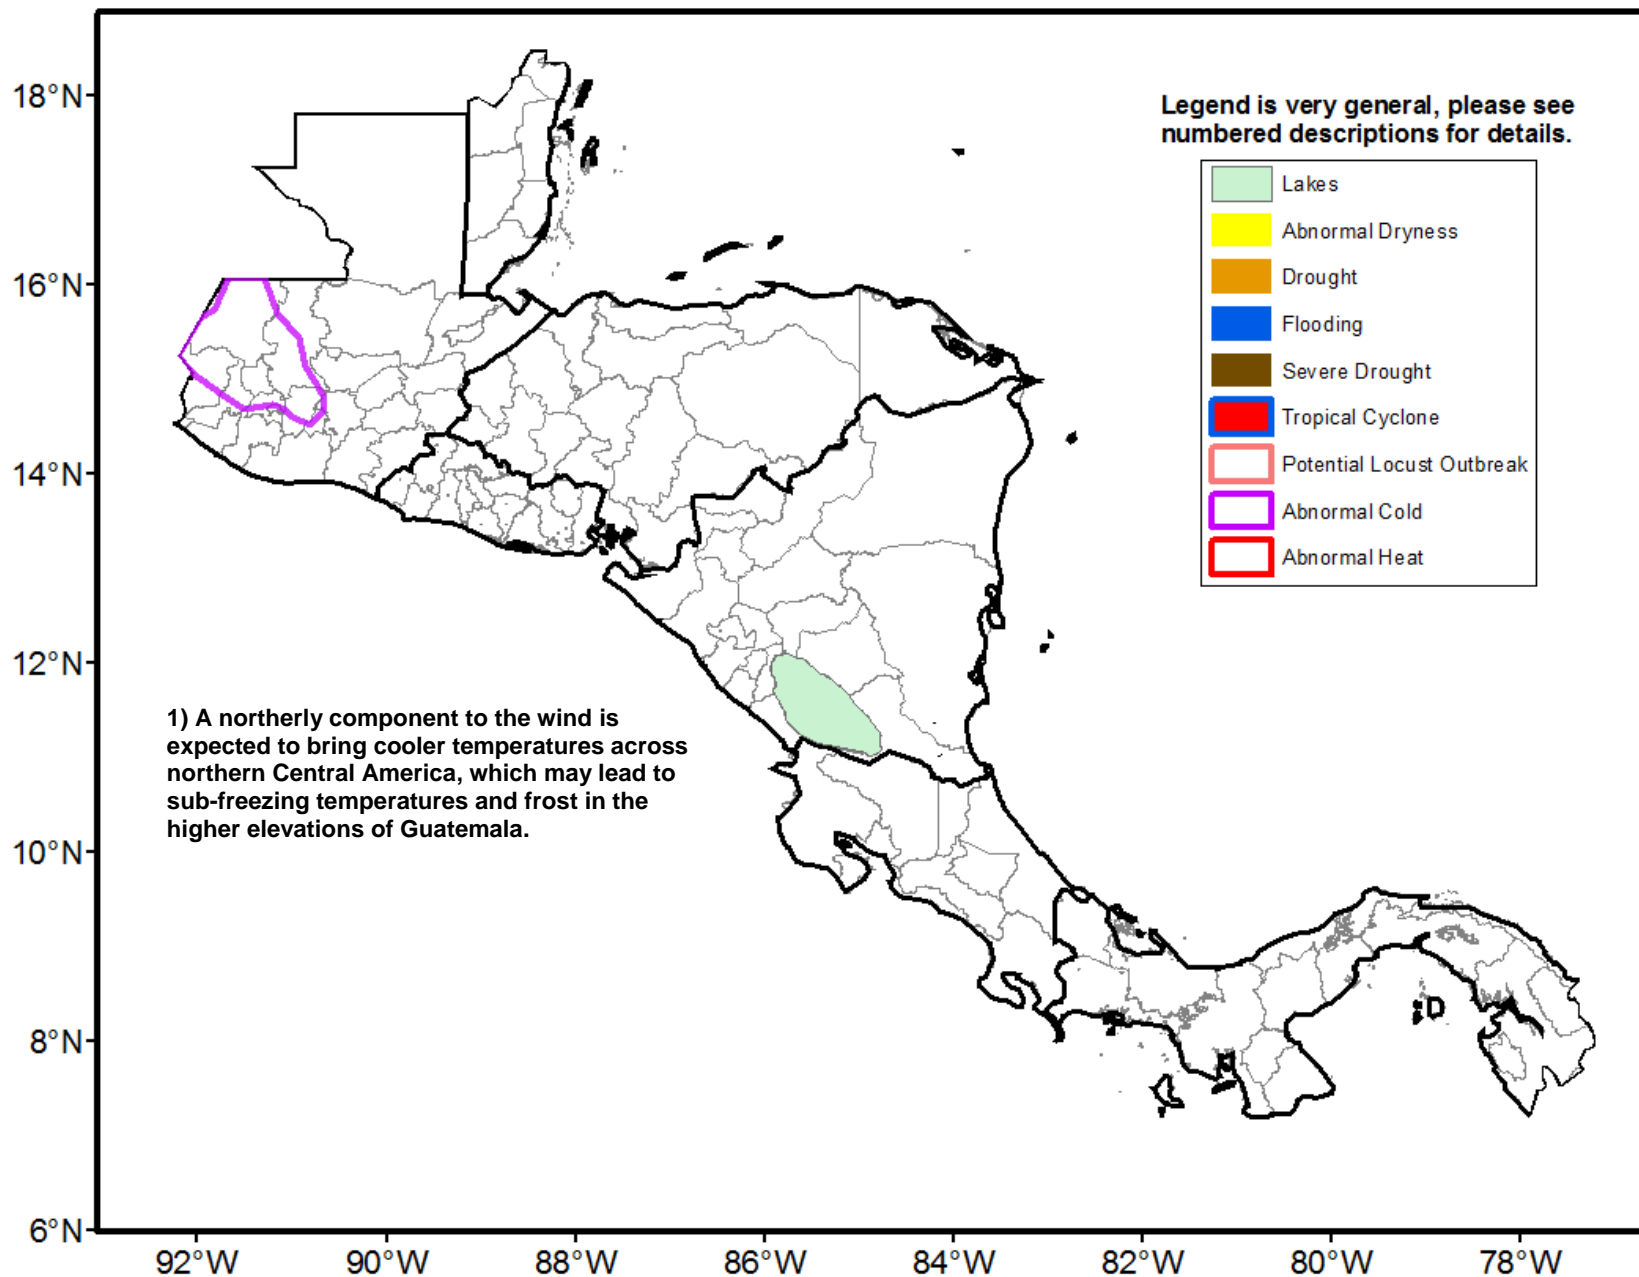 Legend is very general, please see
numbered descriptions for details.
Lakes
Abnormal Dryness
Drought
Flooding
Severe Drought
Tropical Cyclone
Potential Locust Outbreak
Abnormal Cold
Abnormal Heat
1) A northerly component to the wind is
expected to bring cooler temperatures across
northern Central America, which may lead to
sub-freezing temperatures and frost in the
higher elevations of Guatemala.
18°N
16°N
14°N
12°N
10°N
8°N
6°N
92°W 90°W 88°W 86°W 84°W 82°W 80°W 78°W